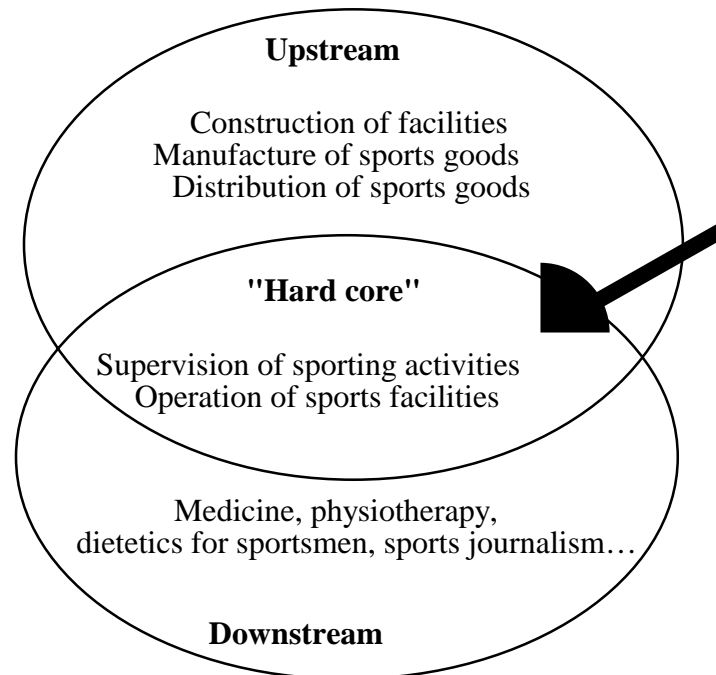 Upstream
Construction of facilities
Manufacture of sports goods
Distribution of sports goods
"Hard core"
Supervision of sporting activities
Operation of sports facilities
Medicine, physiotherapy,
dietetics for sportsmen, sports journalism…
Downstream